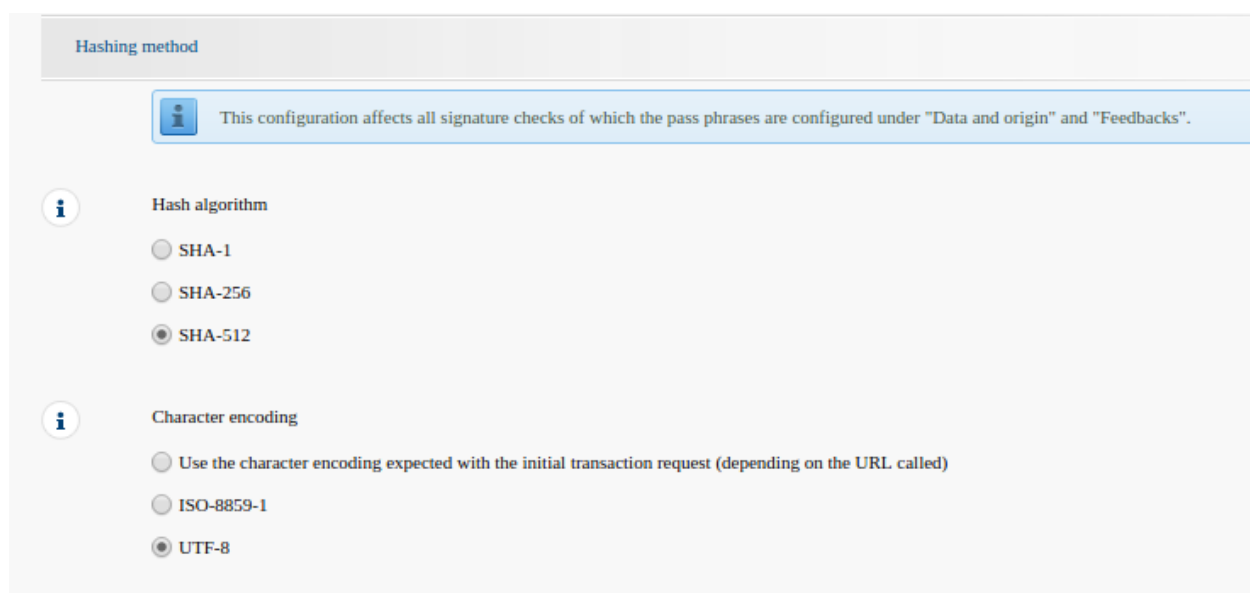 Hashing method
This configuration affects all signature checks of which the pass phrases are configured under "Data and origin" and "Feedbacks".
Hash algorithm
SHA-1
SHA-256
SHA-512
Character encoding
Use the character encoding expected with the initial transaction request (depending on the URL called)
ISO-8859-1
UTF-8